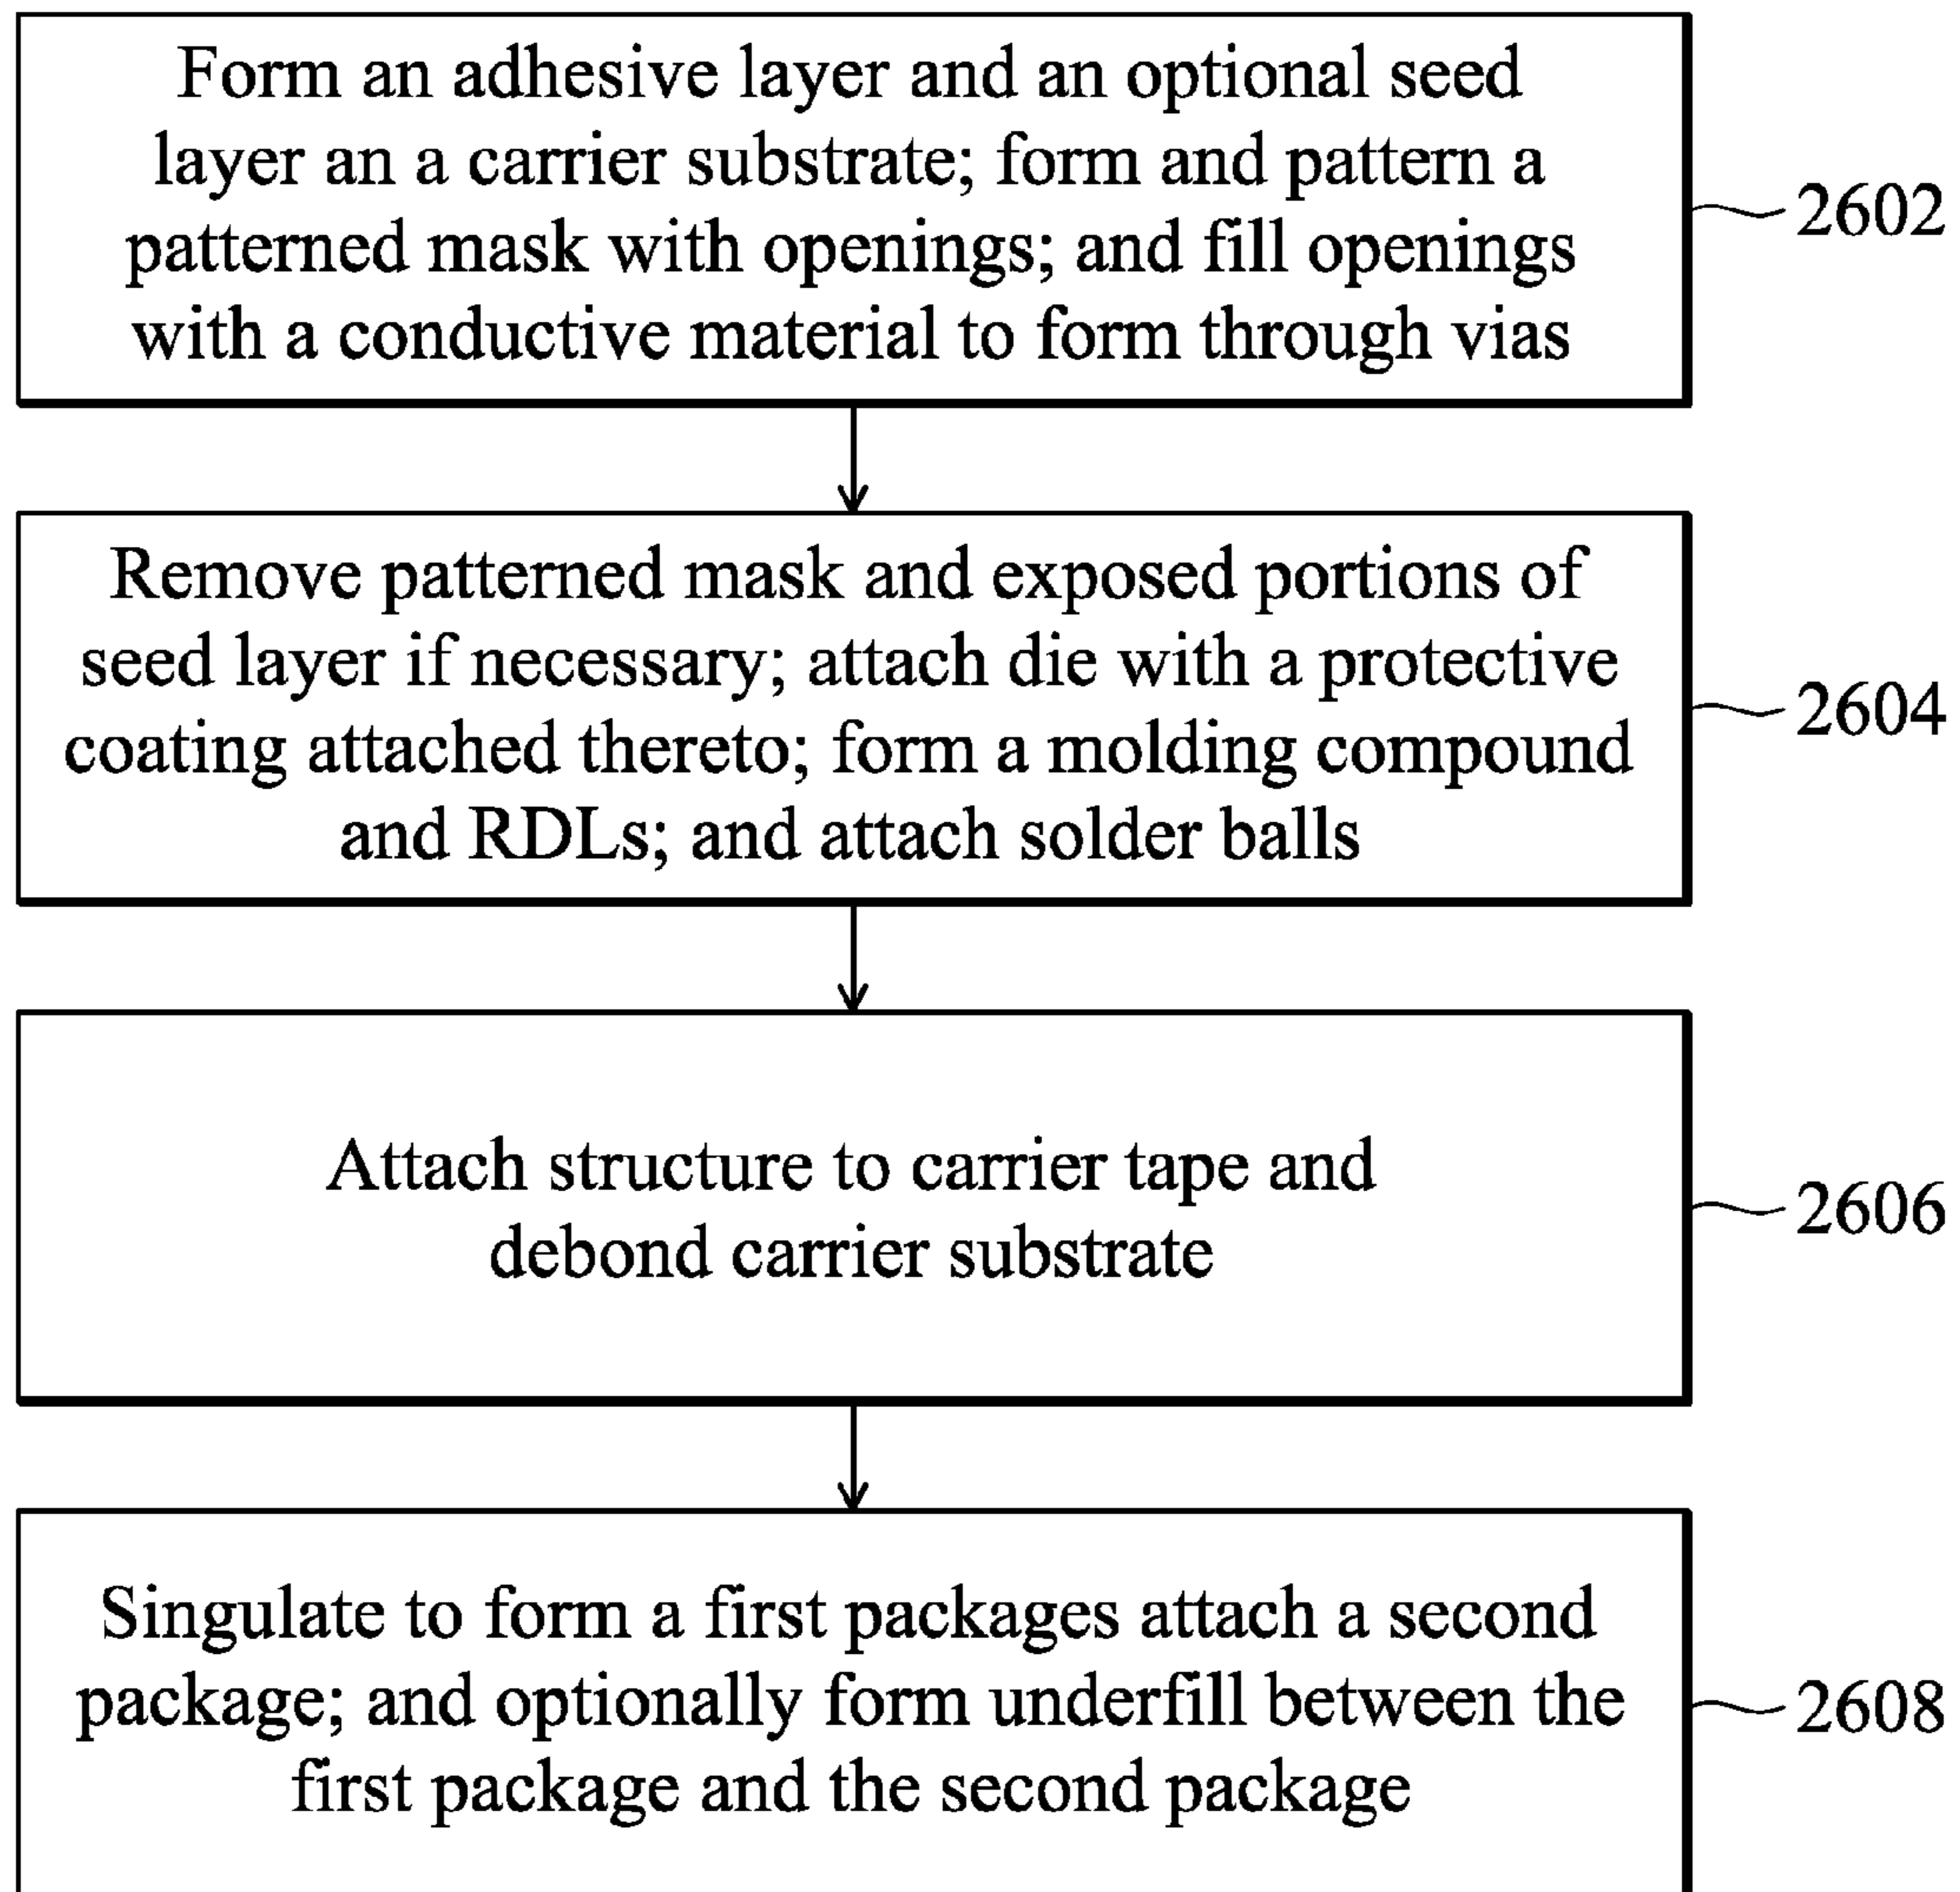 Form an adhesive layer and an optional seed
layer an a carrier substrate; form and pattern a
patterned mask with openings; and fill openings
with a conductive material to form through vias
2602
Remove patterned mask and exposed portions of
seed layer if necessary; attach die with a protective
coating attached thereto; form a molding compound
and RDLs; and attach solder balls
2604
Attach structure to carrier tape and
debond carrier substrate
2606
Singulate to form a first packages attach a second
package; and optionally form underfill between the
first package and the second package
2608